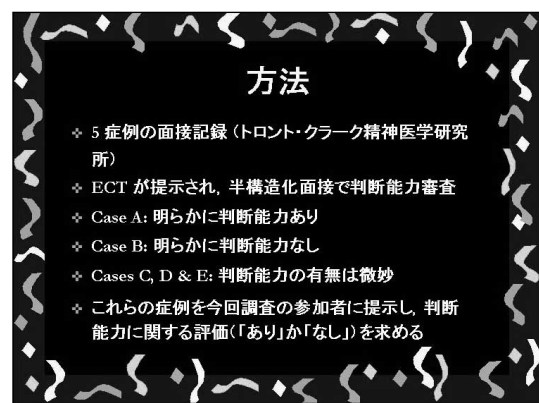 方法
5 症例の面接記録（トロント・クラーク精神医学研究
所）
ECT が提示され, 半構造化面接で判断能力審査
Case A: 明らかに判断能力あり
Case B: 明らかに判断能力なし
Cases C, D & E: 判断能力の有無は微妙
これらの症例を今回調査の参加者に提示し, 判断
能力に関する評価（「あり」か「なし」）を求める